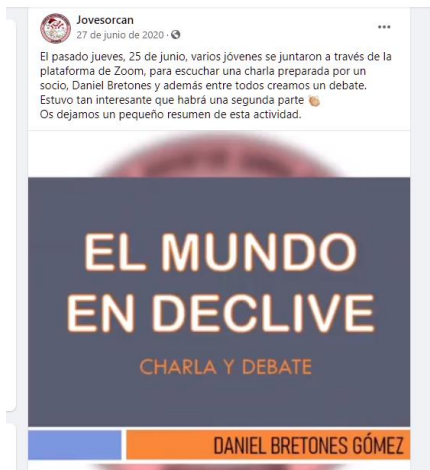 Jovesorcan
27 de junio de 2020 ·
El pasado jueves, 25 de junio, varios jóvenes se juntaron a través de la
plataforma de Zoom, para escuchar una charla preparada por un
socio, Daniel Bretones y además entre todos creamos un debate.
Estuvo tan interesante que habrá una segunda parte 👏
Os dejamos un pequeño resumen de esta actividad.
EL MUNDO
EN DECLIVE
CHARLA Y DEBATE
DANIEL BRETONES GÓMEZ